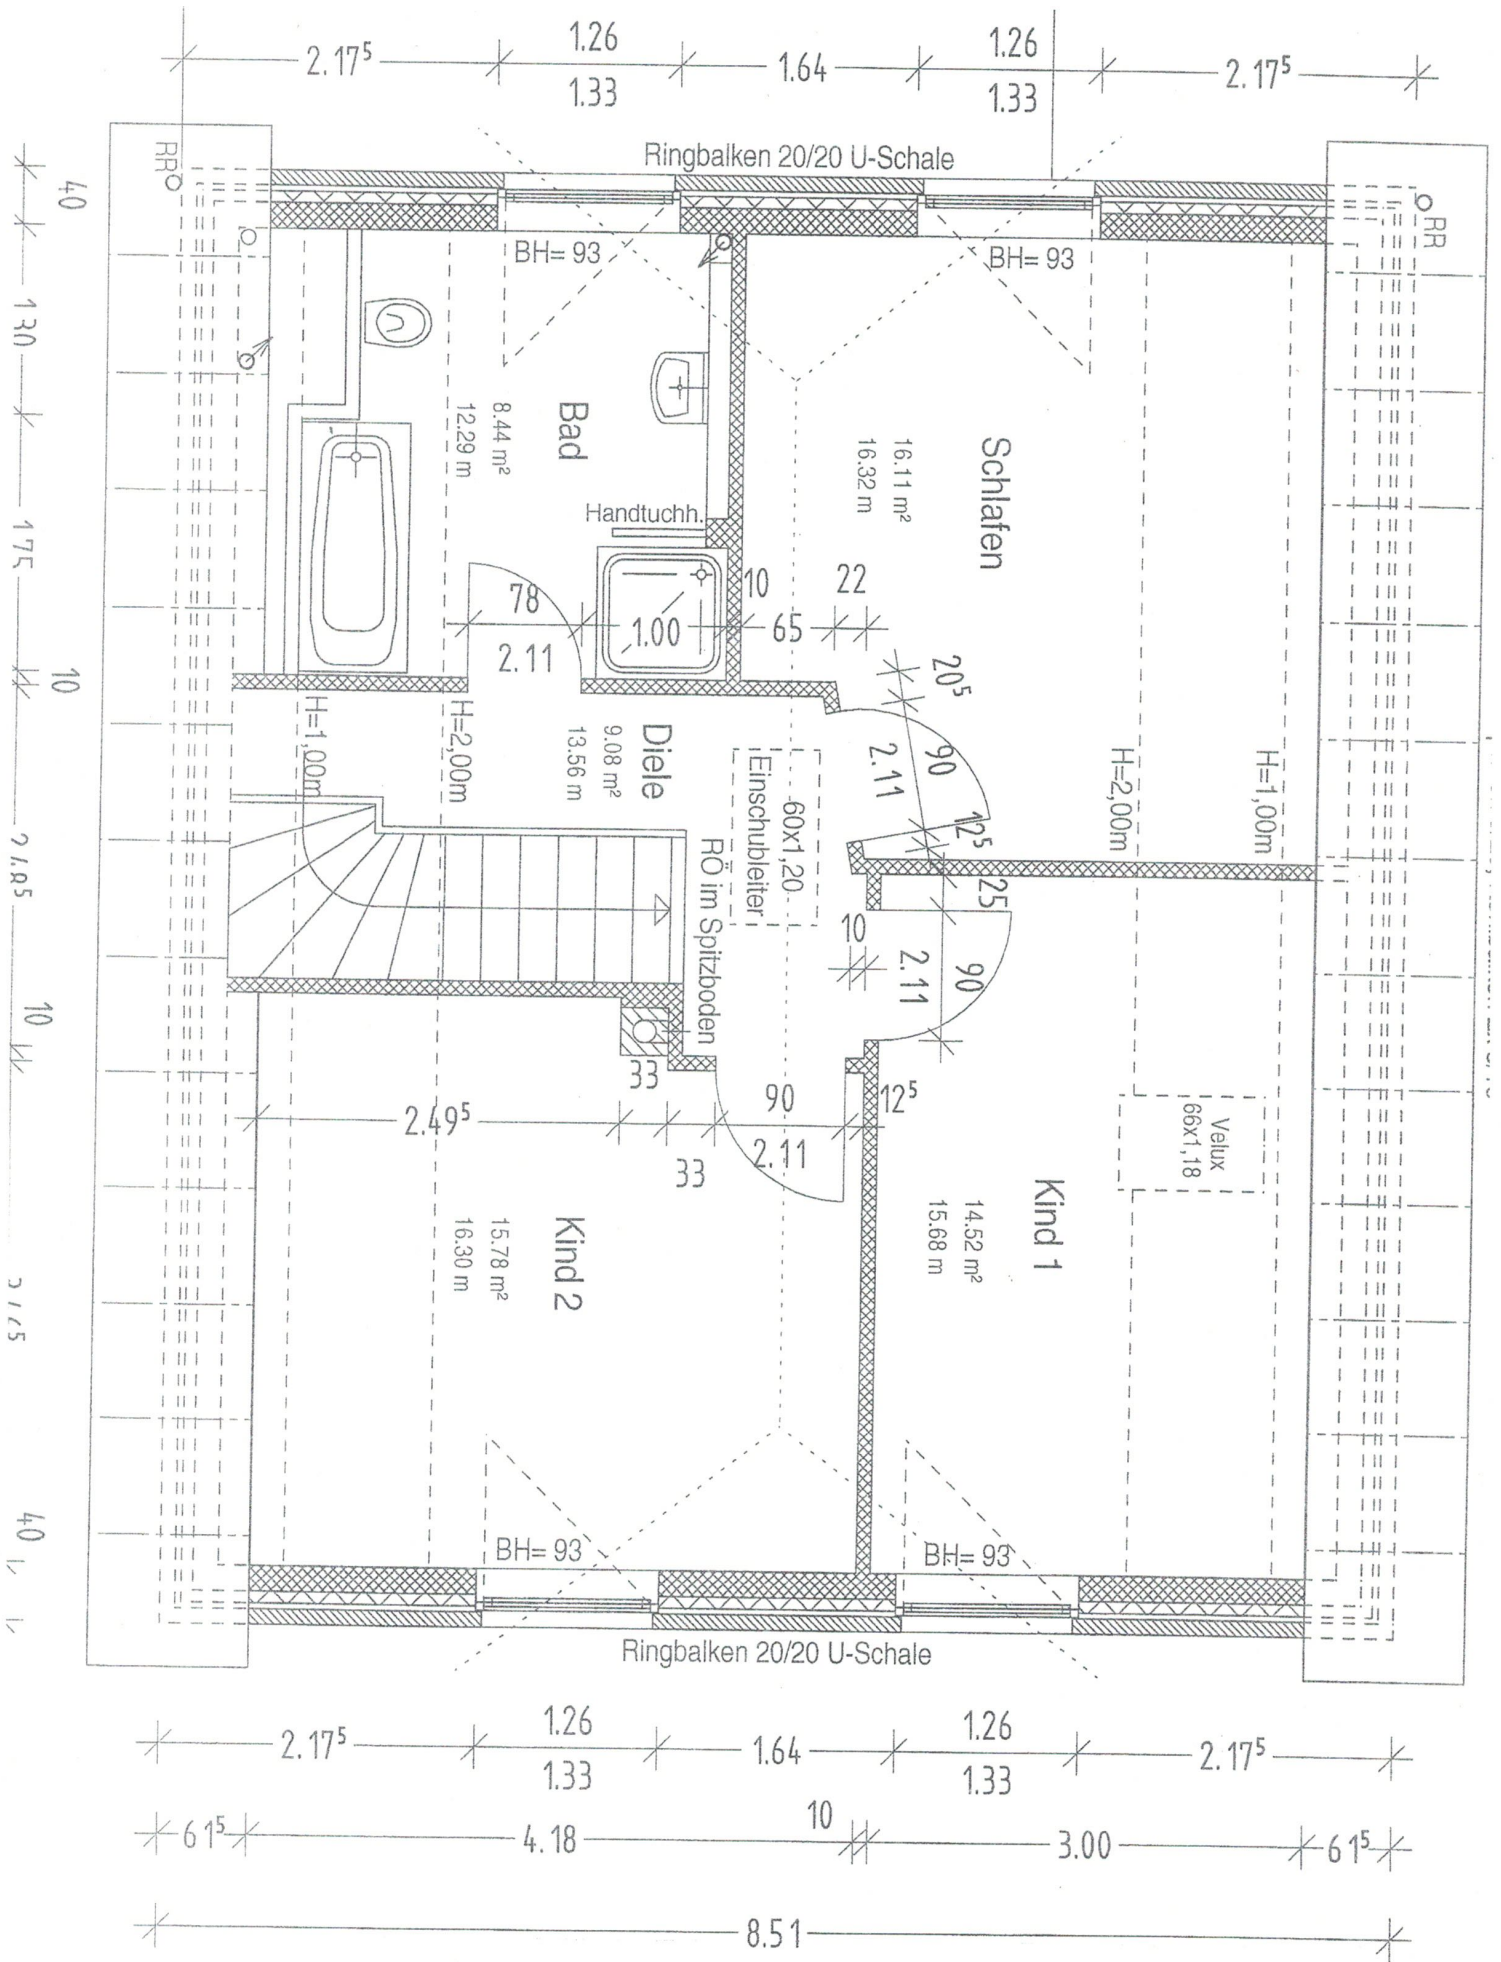 2.17⁵
1.26
1.33
1.64
1.26
1.33
2.17⁵
Ringbalken 20/20 U-Schale
RR
RR
BH= 93
BH= 93
40
1.30
1.75
10
10
40
Bad
8.44 m²
12.29 m
Handtuchh.
Schlafen
16.11 m²
16.32 m
78
2.11
1.00
10
65
22
20⁵
90
2.11
12⁵
25
H=1,00m
H=2,00m
Diele
9.08 m²
13.56 m
60x1,20
Einschubleiter
RÖ im Spitzboden
H=2,00m
H=1,00m
10
90
2.11
33
2.49⁵
33
90
2.11
12⁵
Velux
66x1,18
Kind 1
14.52 m²
15.68 m
Kind 2
15.78 m²
16.30 m
BH= 93
BH= 93
Ringbalken 20/20 U-Schale
2.17⁵
1.26
1.33
1.64
1.26
1.33
2.17⁵
61⁵
4.18
10
3.00
61⁵
8.51